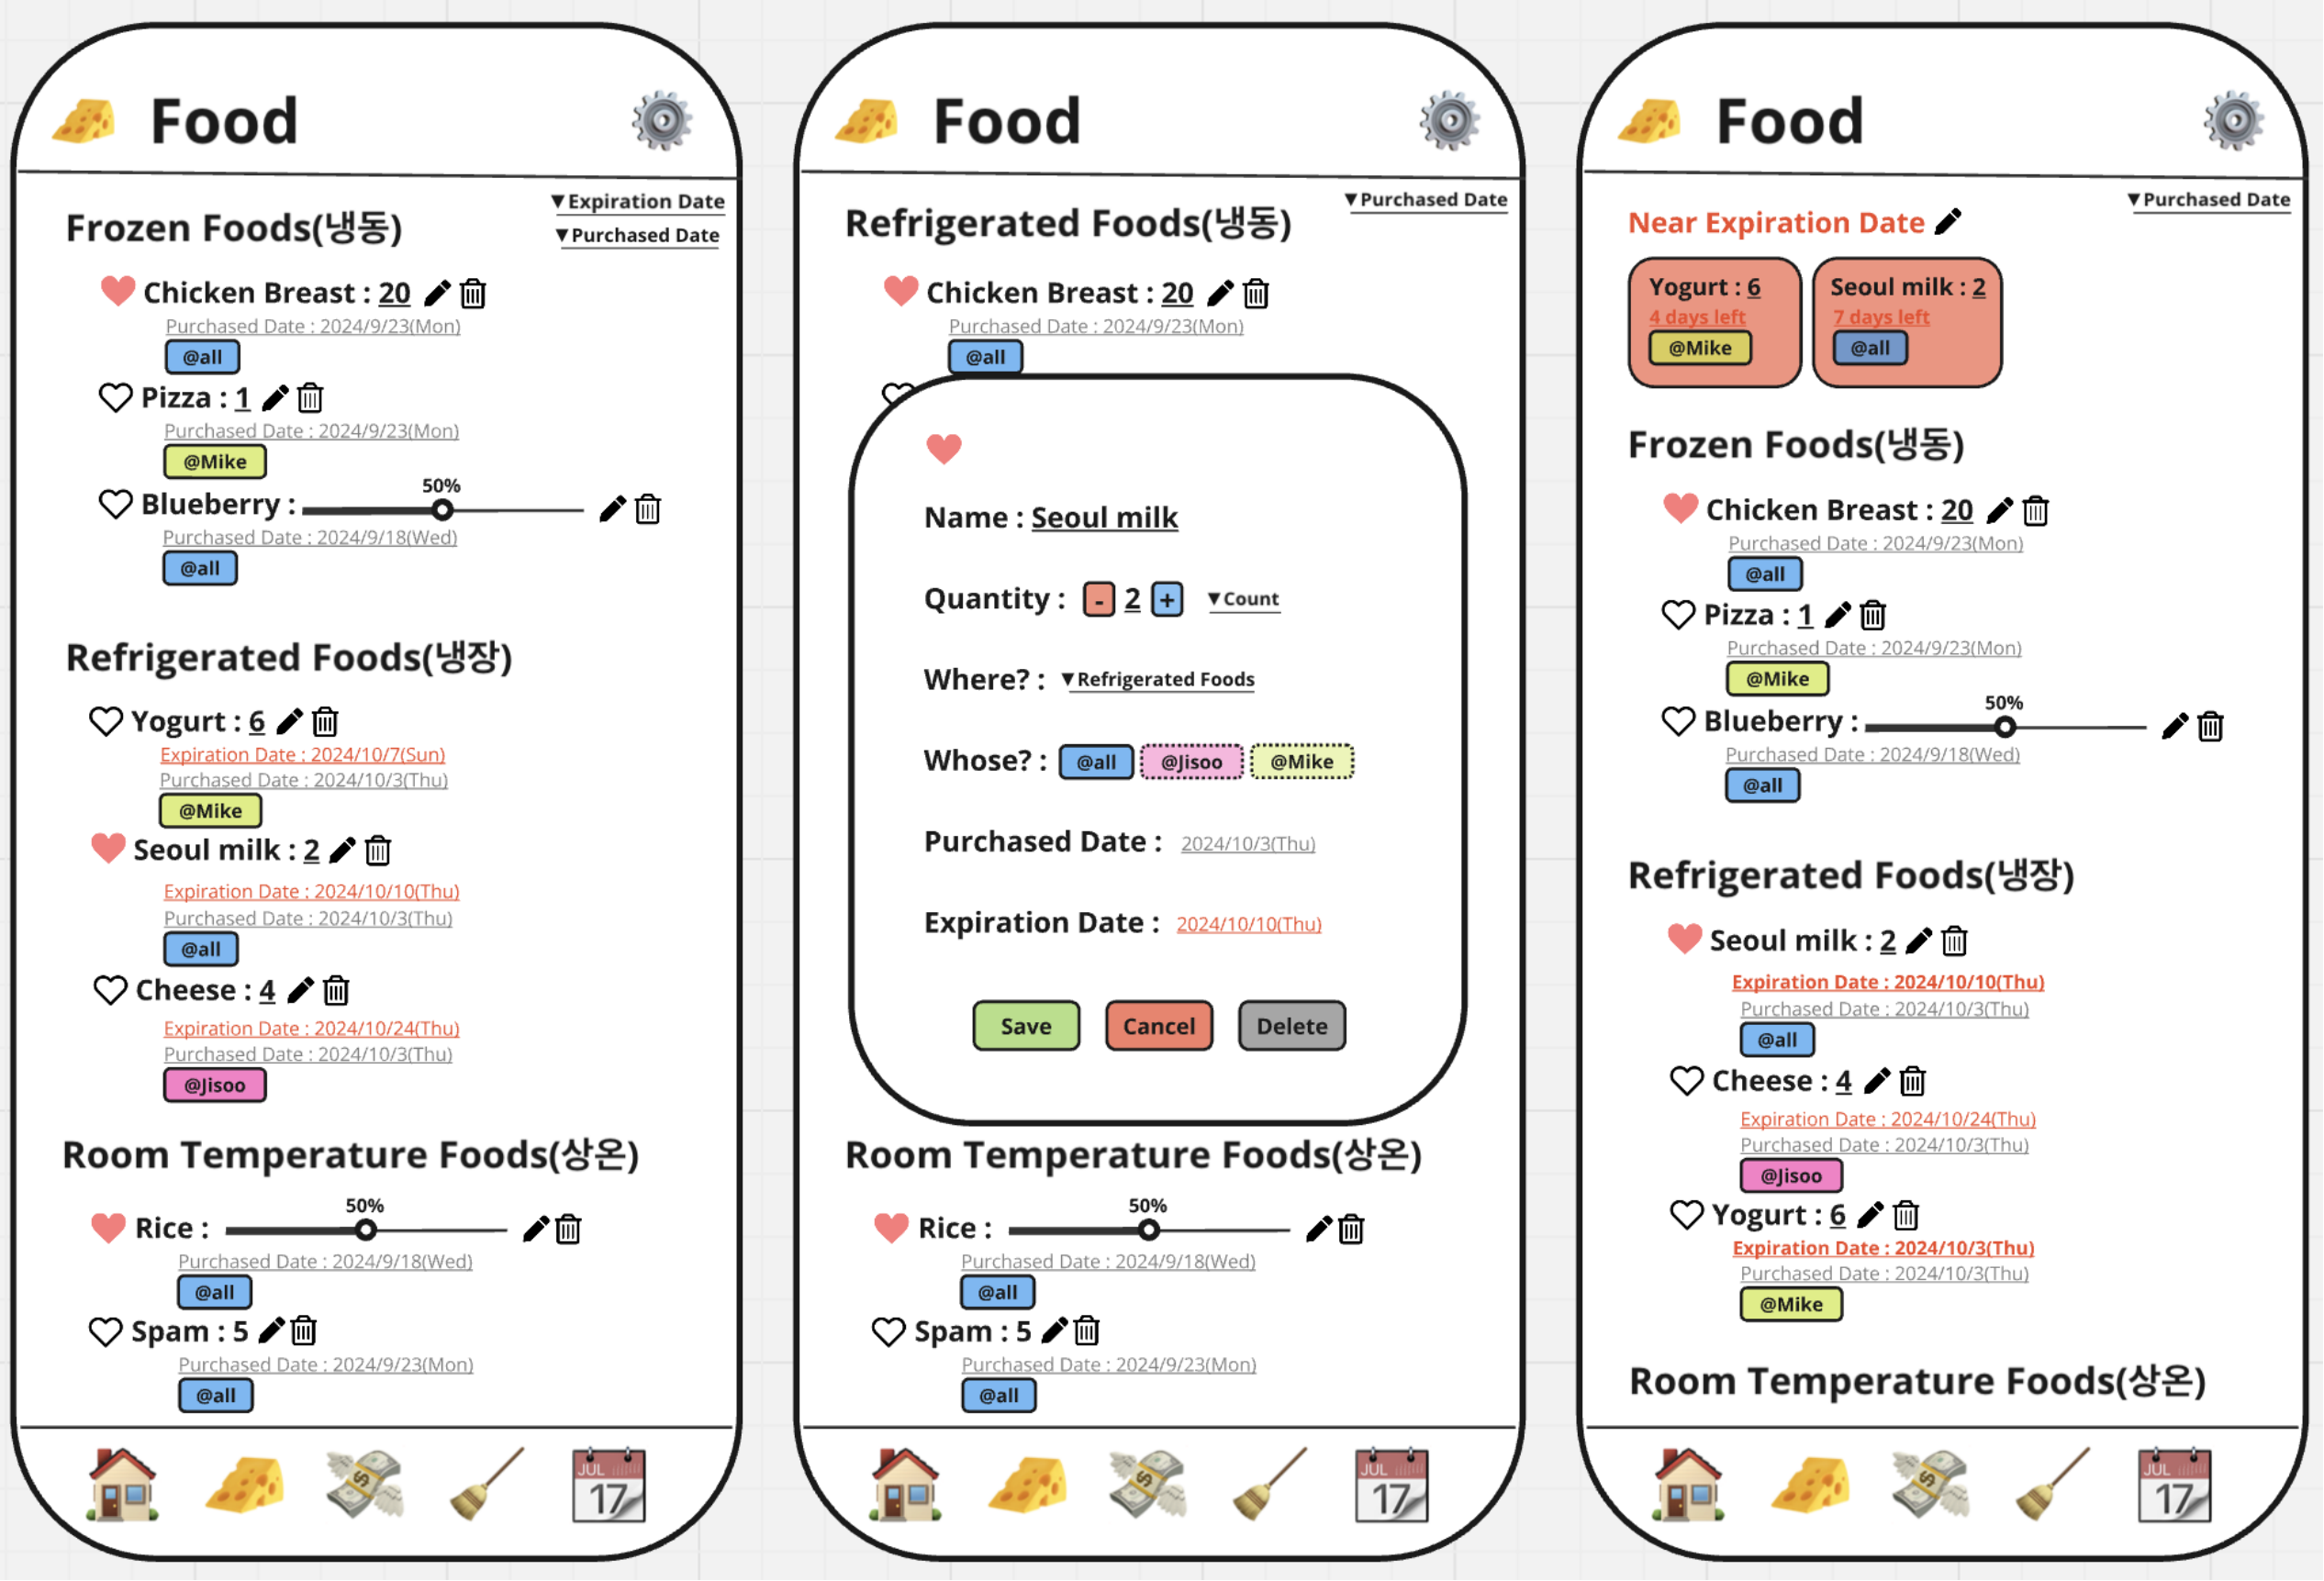 Food
▼Expiration Date
▼Purchased Date
Frozen Foods(냉동)
Chicken Breast : 20
Purchased Date : 2024/9/23(Mon)
@all
Pizza : 1
Purchased Date : 2024/9/23(Mon)
@Mike
50%
Blueberry :
Purchased Date : 2024/9/18(Wed)
@all
Refrigerated Foods(냉장)
Yogurt : 6
Expiration Date : 2024/10/7(Sun)
Purchased Date : 2024/10/3(Thu)
@Mike
Seoul milk : 2
Expiration Date : 2024/10/10(Thu)
Purchased Date : 2024/10/3(Thu)
@all
Cheese : 4
Expiration Date : 2024/10/24(Thu)
Purchased Date : 2024/10/3(Thu)
@Jisoo
Room Temperature Foods(상온)
50%
Rice :
Purchased Date : 2024/9/18(Wed)
@all
Spam : 5
Purchased Date : 2024/9/23(Mon)
@all
JUL
17
Food
▼Purchased Date
Refrigerated Foods(냉동)
Chicken Breast : 20
Purchased Date : 2024/9/23(Mon)
@all
Name : Seoul milk
Quantity : - 2 + ▼Count
Where? : ▼Refrigerated Foods
Whose? : @all @Jisoo @Mike
Purchased Date : 2024/10/3(Thu)
Expiration Date : 2024/10/10(Thu)
Save Cancel Delete
Room Temperature Foods(상온)
50%
Rice :
Purchased Date : 2024/9/18(Wed)
@all
Spam : 5
Purchased Date : 2024/9/23(Mon)
@all
JUL
17
Food
▼Purchased Date
Near Expiration Date
Yogurt : 6
4 days left
@Mike
Seoul milk : 2
7 days left
@all
Frozen Foods(냉동)
Chicken Breast : 20
Purchased Date : 2024/9/23(Mon)
@all
Pizza : 1
Purchased Date : 2024/9/23(Mon)
@Mike
50%
Blueberry :
Purchased Date : 2024/9/18(Wed)
@all
Refrigerated Foods(냉장)
Seoul milk : 2
Expiration Date : 2024/10/10(Thu)
Purchased Date : 2024/10/3(Thu)
@all
Cheese : 4
Expiration Date : 2024/10/24(Thu)
Purchased Date : 2024/10/3(Thu)
@Jisoo
Yogurt : 6
Expiration Date : 2024/10/3(Thu)
Purchased Date : 2024/10/3(Thu)
@Mike
Room Temperature Foods(상온)
JUL
17